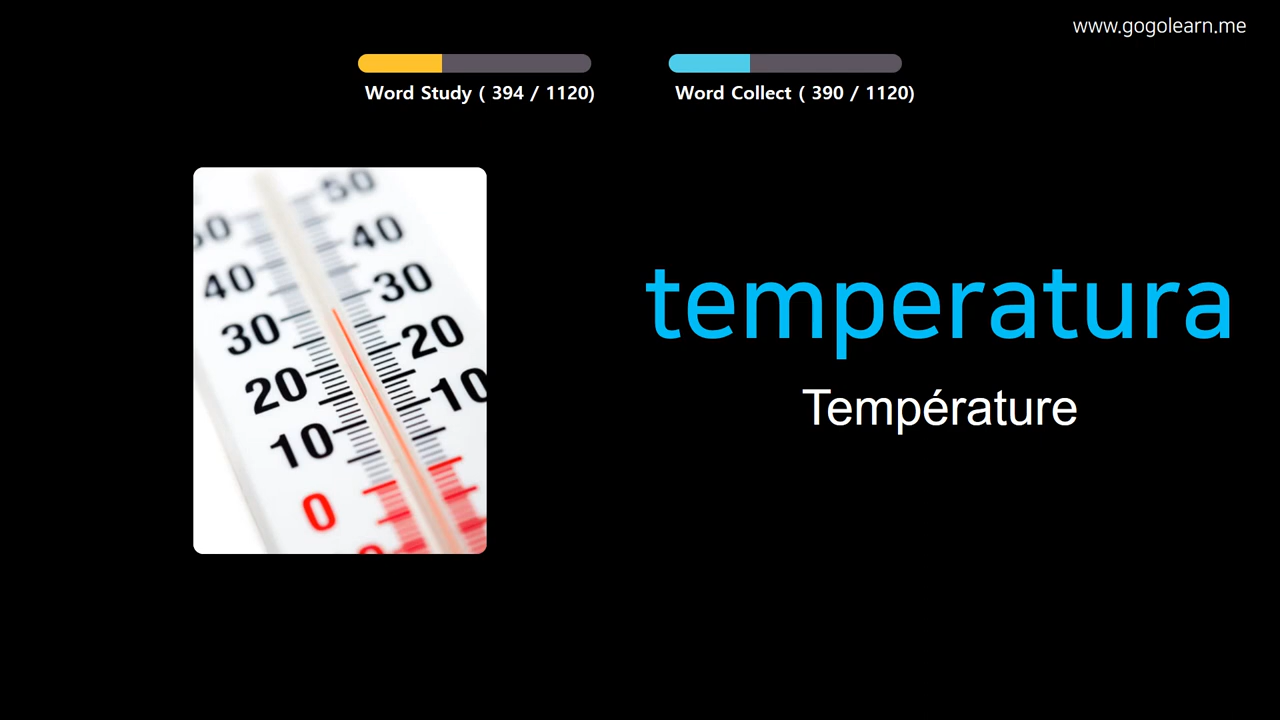 www.gogolearn.me
Word Study ( 394 / 1120)
Word Collect ( 390 / 1120)
50
40
40
30
30
20
20
10
10
0
temperatura
Température